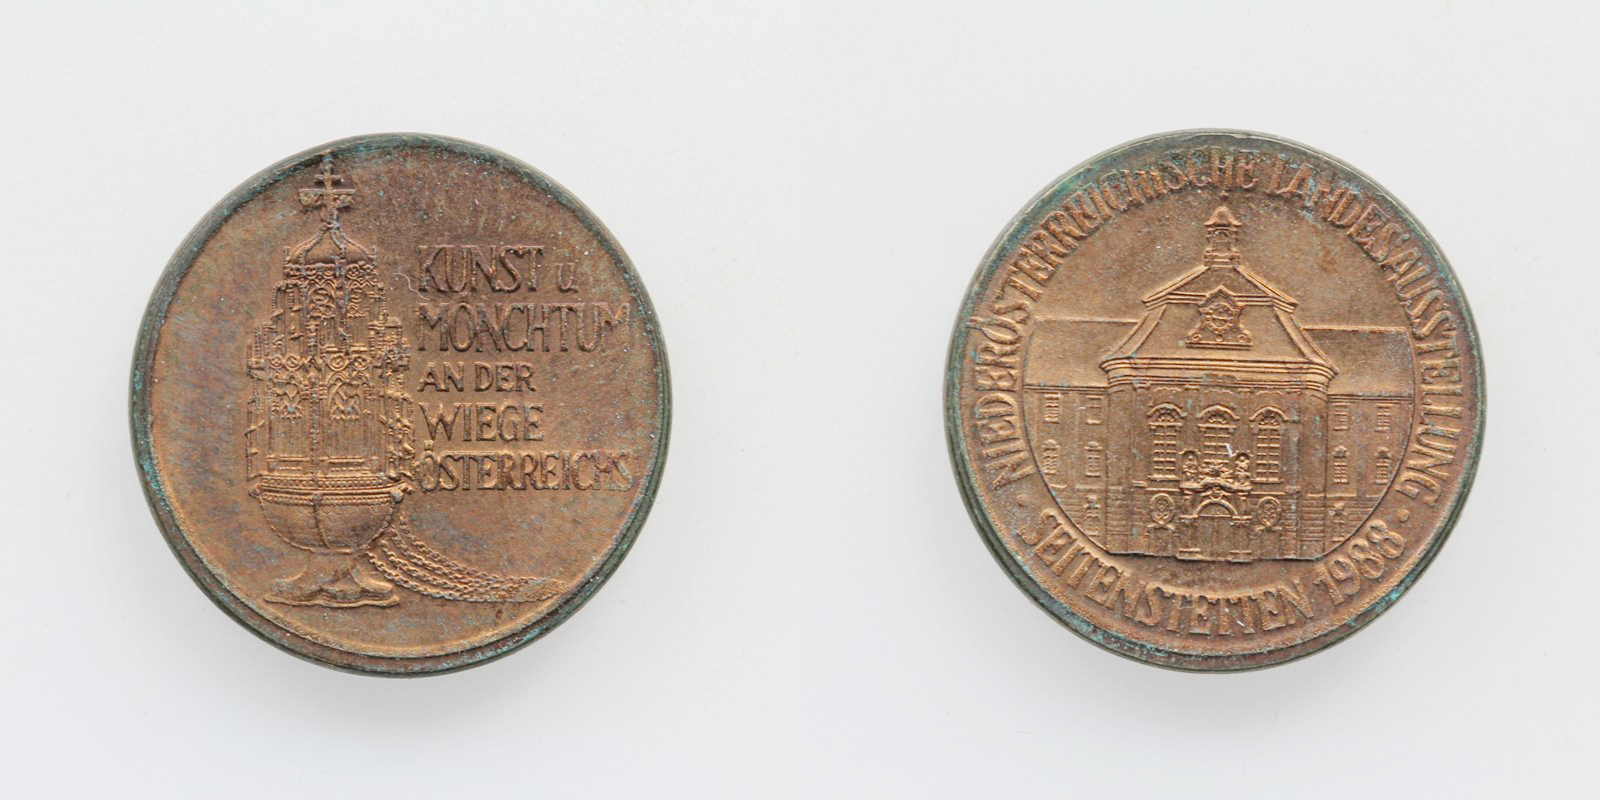 KUNST u
MÖNCHTUM
AN DER
WIEGE
ÖSTERREICHS
· NIEDERÖSTERREICHISCHE LANDESAUSSTELLUNG ·
SEITENSTETTEN 1988